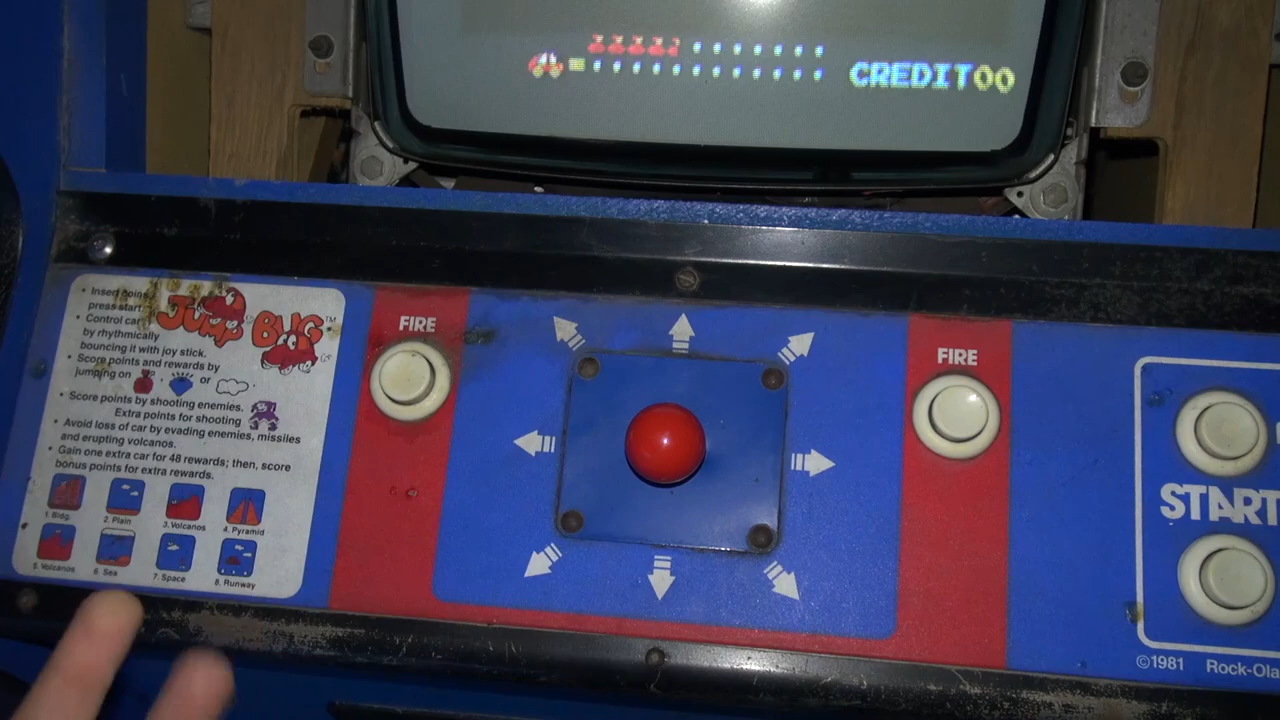 CREDIT00
JUMP BUG™
• Insert coins,
press start.
• Control car
by rhythmically
bouncing it with joy stick.
• Score points and rewards by
jumping on , or .
• Score points by shooting enemies.
Extra points for shooting
• Avoid loss of car by evading enemies, missiles
and erupting volcanos.
• Gain one extra car for 48 rewards; then, score
bonus points for extra rewards.
1. Bldg. 2. Plain 3. Volcanos 4. Pyramid
5. Volcanos 6. Sea 7. Space 8. Runway
FIRE
FIRE
START
©1981 Rock-Ola